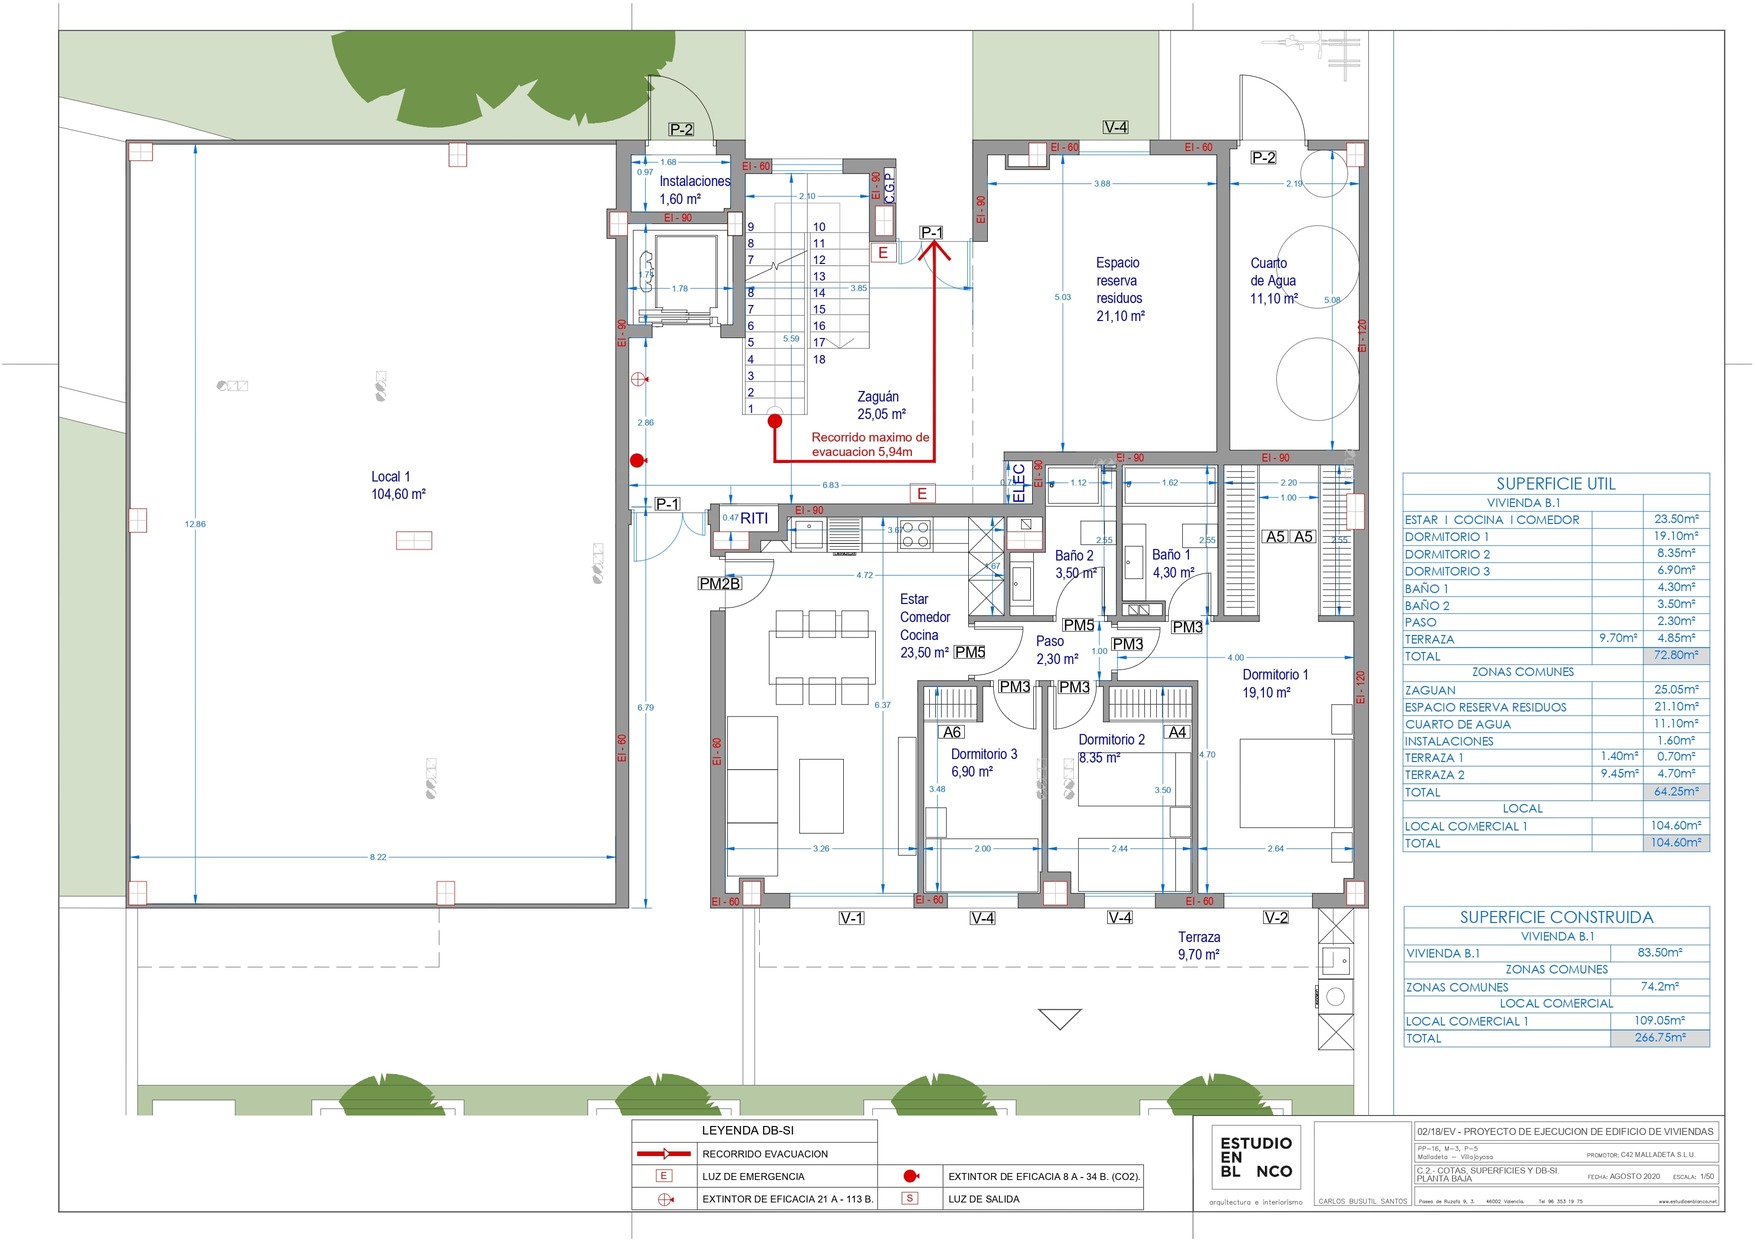 P-2
V-4
P-2
EI - 60
EI - 60
EI - 60
1.68
0.97
Instalaciones
1,60 m²
EI - 90
2.10
EI - 90
C.G.P
EI - 90
3.88
2.19
9
8
7
8
7
6
5
4
3
2
1
10
11
12
13
14
15
16
17
18
P-1
E
1.78
3.85
5.59
5.03
Espacio
reserva
residuos
21,10 m²
Cuarto
de Agua
11,10 m²
5.08
EI - 90
EI - 120
Zaguán
25,05 m²
2.86
Recorrido maximo de
evacuacion 5,94m
6.83
E
P-1
0.47
RITI
EI - 90
ELEC
EI - 90
EI - 90
EI - 90
1.12
1.62
2.20
1.00
Local 1
104,60 m²
12.86
8.22
4.72
PM2B
Estar
Comedor
Cocina
23,50 m²
Baño 2
3,50 m²
2.55
Baño 1
4,30 m²
2.55
A5
A5
2.55
PM5
PM5
PM3
PM3
Paso
2,30 m²
1.00
4.00
PM3
PM3
Dormitorio 1
19,10 m²
EI - 120
6.79
6.37
EI - 60
EI - 60
A6
Dormitorio 3
6,90 m²
Dormitorio 2
8.35 m²
A4
4.70
3.48
3.50
3.26
2.00
2.44
2.64
EI - 60
EI - 60
EI - 60
V-1
V-4
V-4
V-2
Terraza
9,70 m²
SUPERFICIE UTIL
VIVIENDA B.1
ESTAR I COCINA I COMEDOR 23.50m²
DORMITORIO 1 19.10m²
DORMITORIO 2 8.35m²
DORMITORIO 3 6.90m²
BAÑO 1 4.30m²
BAÑO 2 3.50m²
PASO 2.30m²
TERRAZA 9.70m² 4.85m²
TOTAL 72.80m²
ZONAS COMUNES
ZAGUAN 25.05m²
ESPACIO RESERVA RESIDUOS 21.10m²
CUARTO DE AGUA 11.10m²
INSTALACIONES 1.60m²
TERRAZA 1 1.40m² 0.70m²
TERRAZA 2 9.45m² 4.70m²
TOTAL 64.25m²
LOCAL
LOCAL COMERCIAL 1 104.60m²
TOTAL 104.60m²
SUPERFICIE CONSTRUIDA
VIVIENDA B.1
VIVIENDA B.1 83.50m²
ZONAS COMUNES
ZONAS COMUNES 74.2m²
LOCAL COMERCIAL
LOCAL COMERCIAL 1 109.05m²
TOTAL 266.75m²
LEYENDA DB-SI
RECORRIDO EVACUACION
E LUZ DE EMERGENCIA
EXTINTOR DE EFICACIA 8 A - 34 B. (CO2).
EXTINTOR DE EFICACIA 21 A - 113 B.
S LUZ DE SALIDA
ESTUDIO
EN
BL NCO
arquitectura e interiorismo
CARLOS BUSUTIL SANTOS
02/18/EV - PROYECTO DE EJECUCION DE EDIFICIO DE VIVIENDAS
PP-16, M-3, P-5
Malladeta - Villajoyosa
PROMOTOR: C42 MALLADETA S.L.U.
C.2.- COTAS, SUPERFICIES Y DB-SI.
PLANTA BAJA
FECHA: AGOSTO 2020 ESCALA: 1/50
Paseo de Ruzafa 9, 3. 46002 Valencia. Tel 96 353 19 75 www.estudioenblanco.net